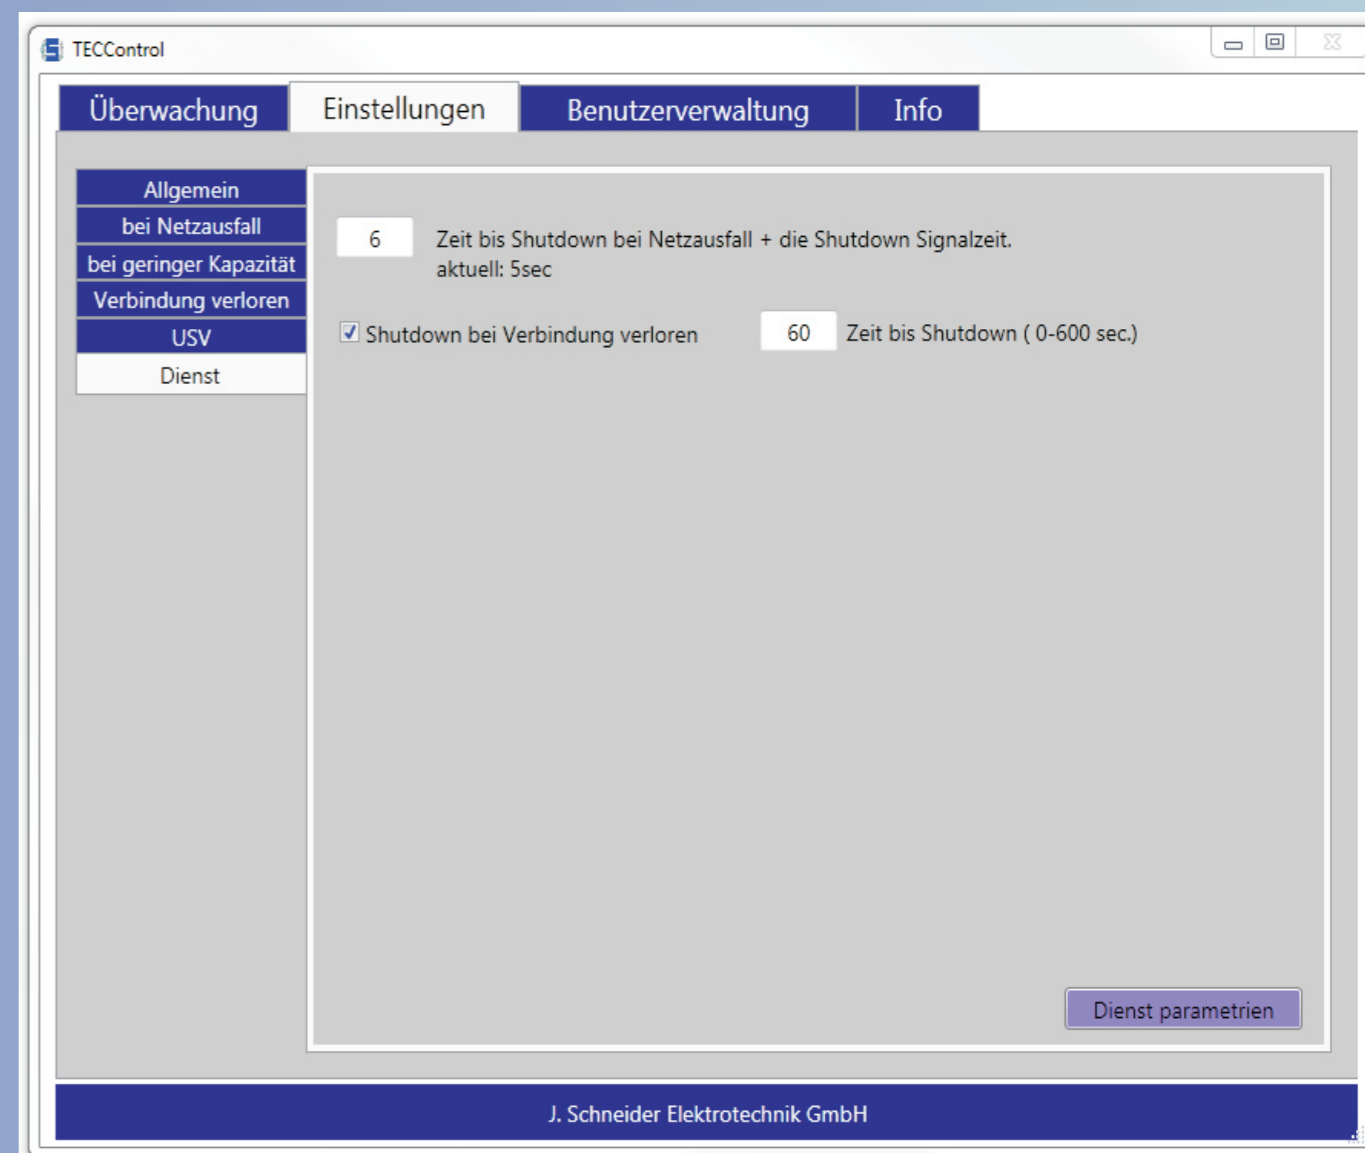 TECControl
Überwachung Einstellungen Benutzerverwaltung Info
Allgemein
bei Netzausfall
bei geringer Kapazität
Verbindung verloren
USV
Dienst
6 Zeit bis Shutdown bei Netzausfall + die Shutdown Signalzeit.
aktuell: 5sec
Shutdown bei Verbindung verloren 60 Zeit bis Shutdown ( 0-600 sec.)
Dienst parametrien
J. Schneider Elektrotechnik GmbH